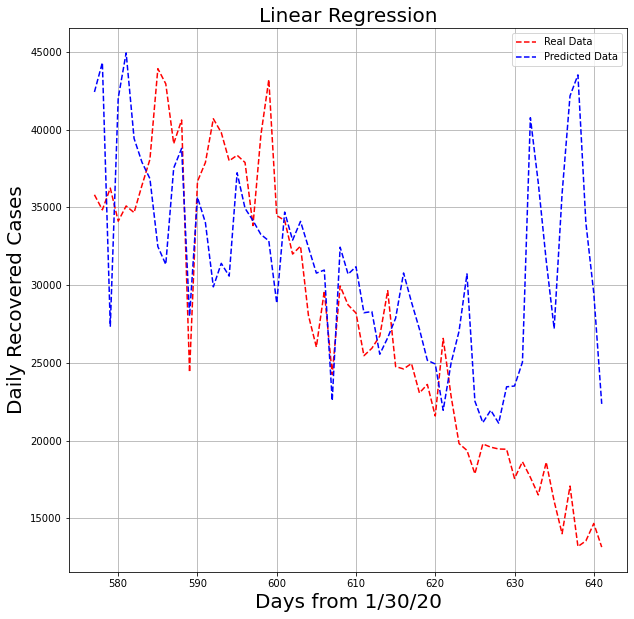 Linear Regression
Real Data
Predicted Data
Daily Recovered Cases
45000
40000
35000
30000
25000
20000
15000
580 590 600 610 620 630 640
Days from 1/30/20